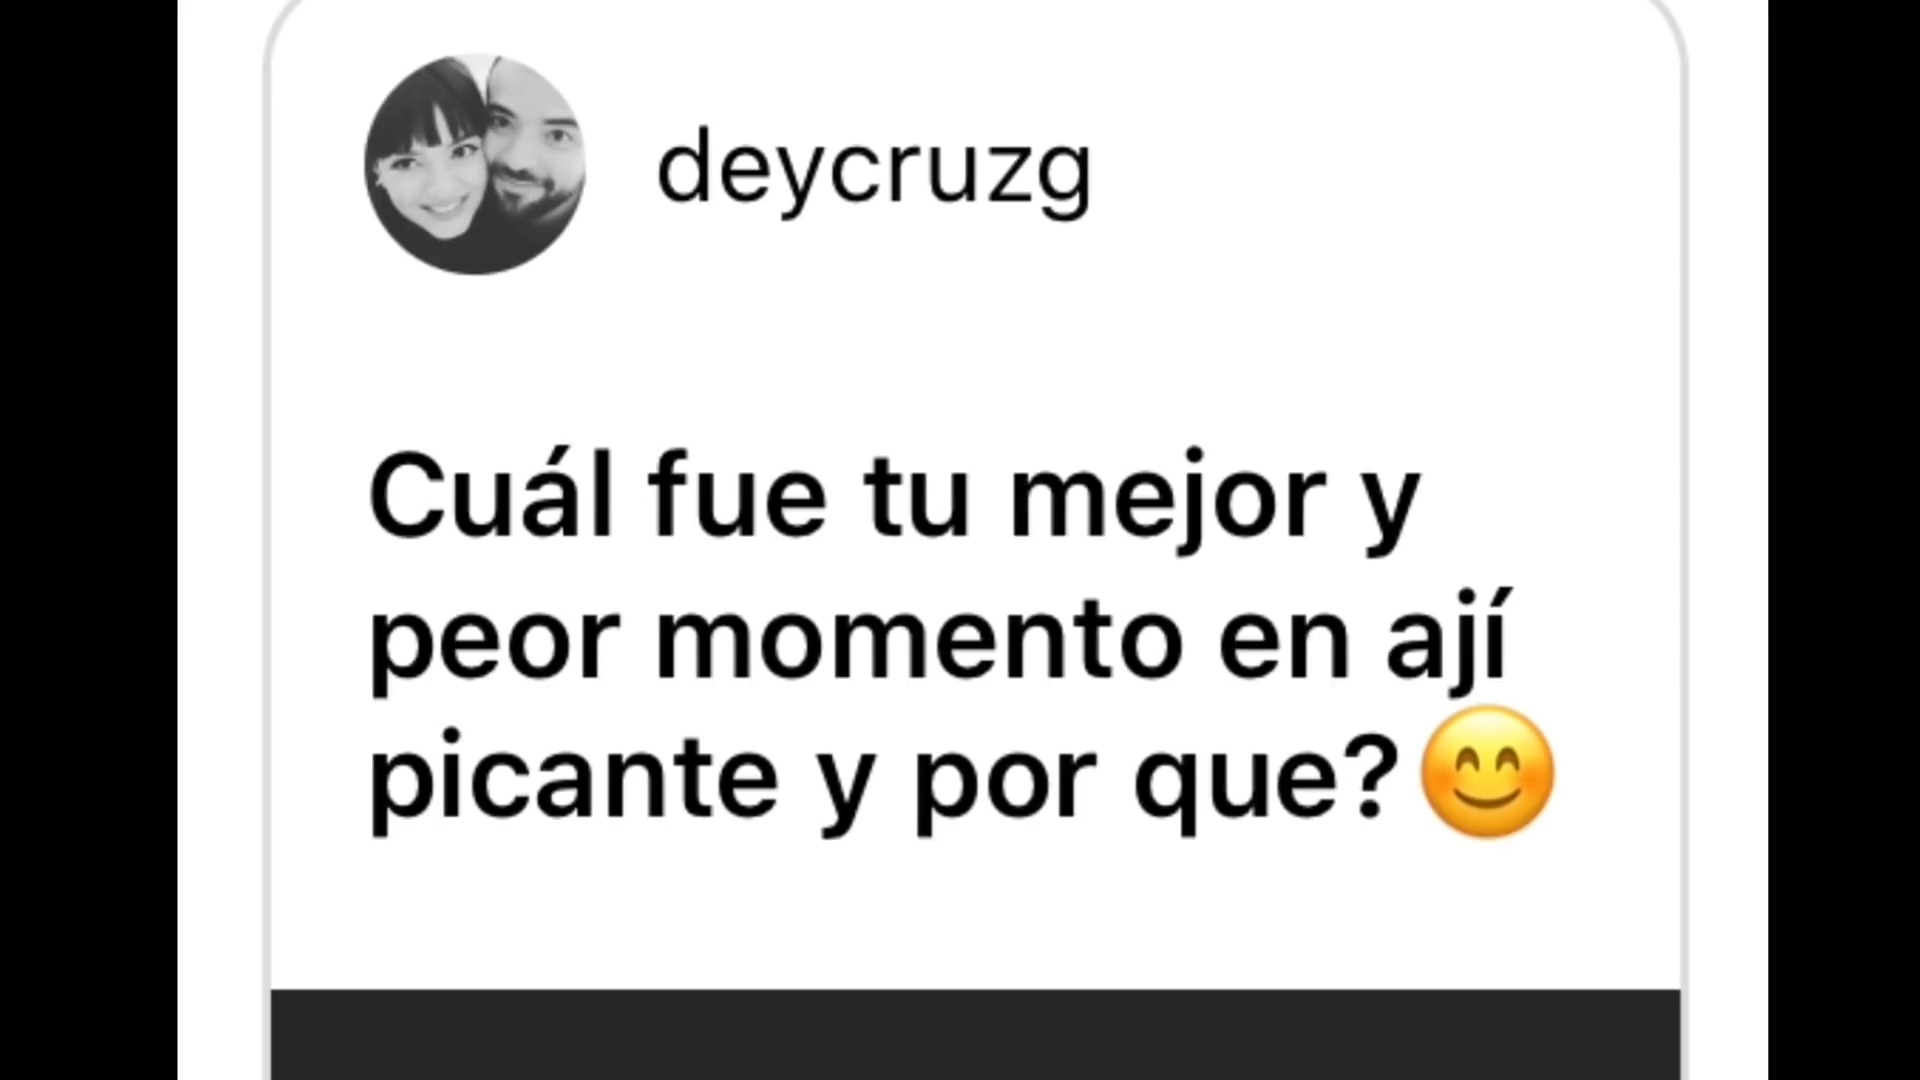 deycruzg
Cuál fue tu mejor y
peor momento en ají
picante y por que?😊